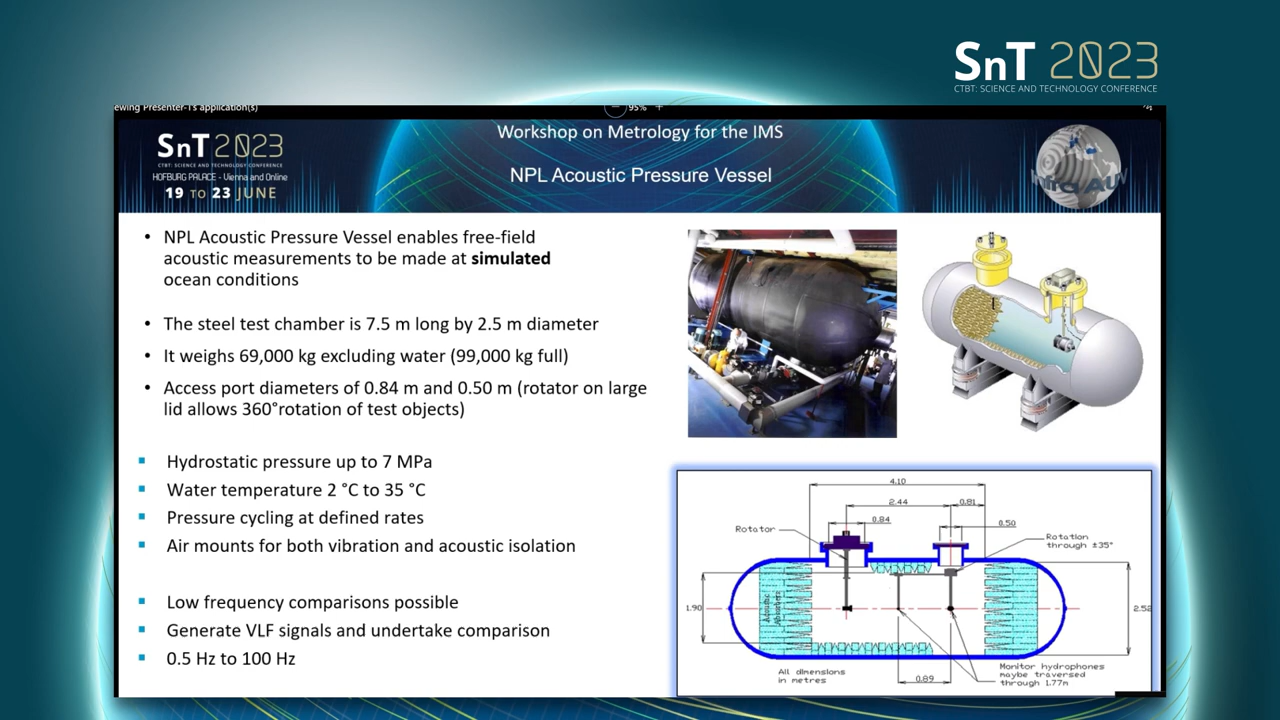 SnT 2023
CTBT: SCIENCE AND TECHNOLOGY CONFERENCE
ewing Presenter-1's application(s)
95%
SnT 2023
CTBT: SCIENCE AND TECHNOLOGY CONFERENCE
HOFBURG PALACE - Vienna and Online
19 TO 23 JUNE
Workshop on Metrology for the IMS
NPL Acoustic Pressure Vessel
• NPL Acoustic Pressure Vessel enables free-field
acoustic measurements to be made at simulated
ocean conditions
• The steel test chamber is 7.5 m long by 2.5 m diameter
• It weighs 69,000 kg excluding water (99,000 kg full)
• Access port diameters of 0.84 m and 0.50 m (rotator on large
lid allows 360°rotation of test objects)
▪ Hydrostatic pressure up to 7 MPa
▪ Water temperature 2 °C to 35 °C
▪ Pressure cycling at defined rates
▪ Air mounts for both vibration and acoustic isolation
▪ Low frequency comparisons possible
▪ Generate VLF signals and undertake comparison
▪ 0.5 Hz to 100 Hz
4.10
2.44
0.81
0.84
0.50
Rotator
Rotation
through ±35°
1.90
Acoustic
Absorbers
2.52
All dimensions
in metres
0.89
Monitor hydrophones
maybe traversed
through 1.77m